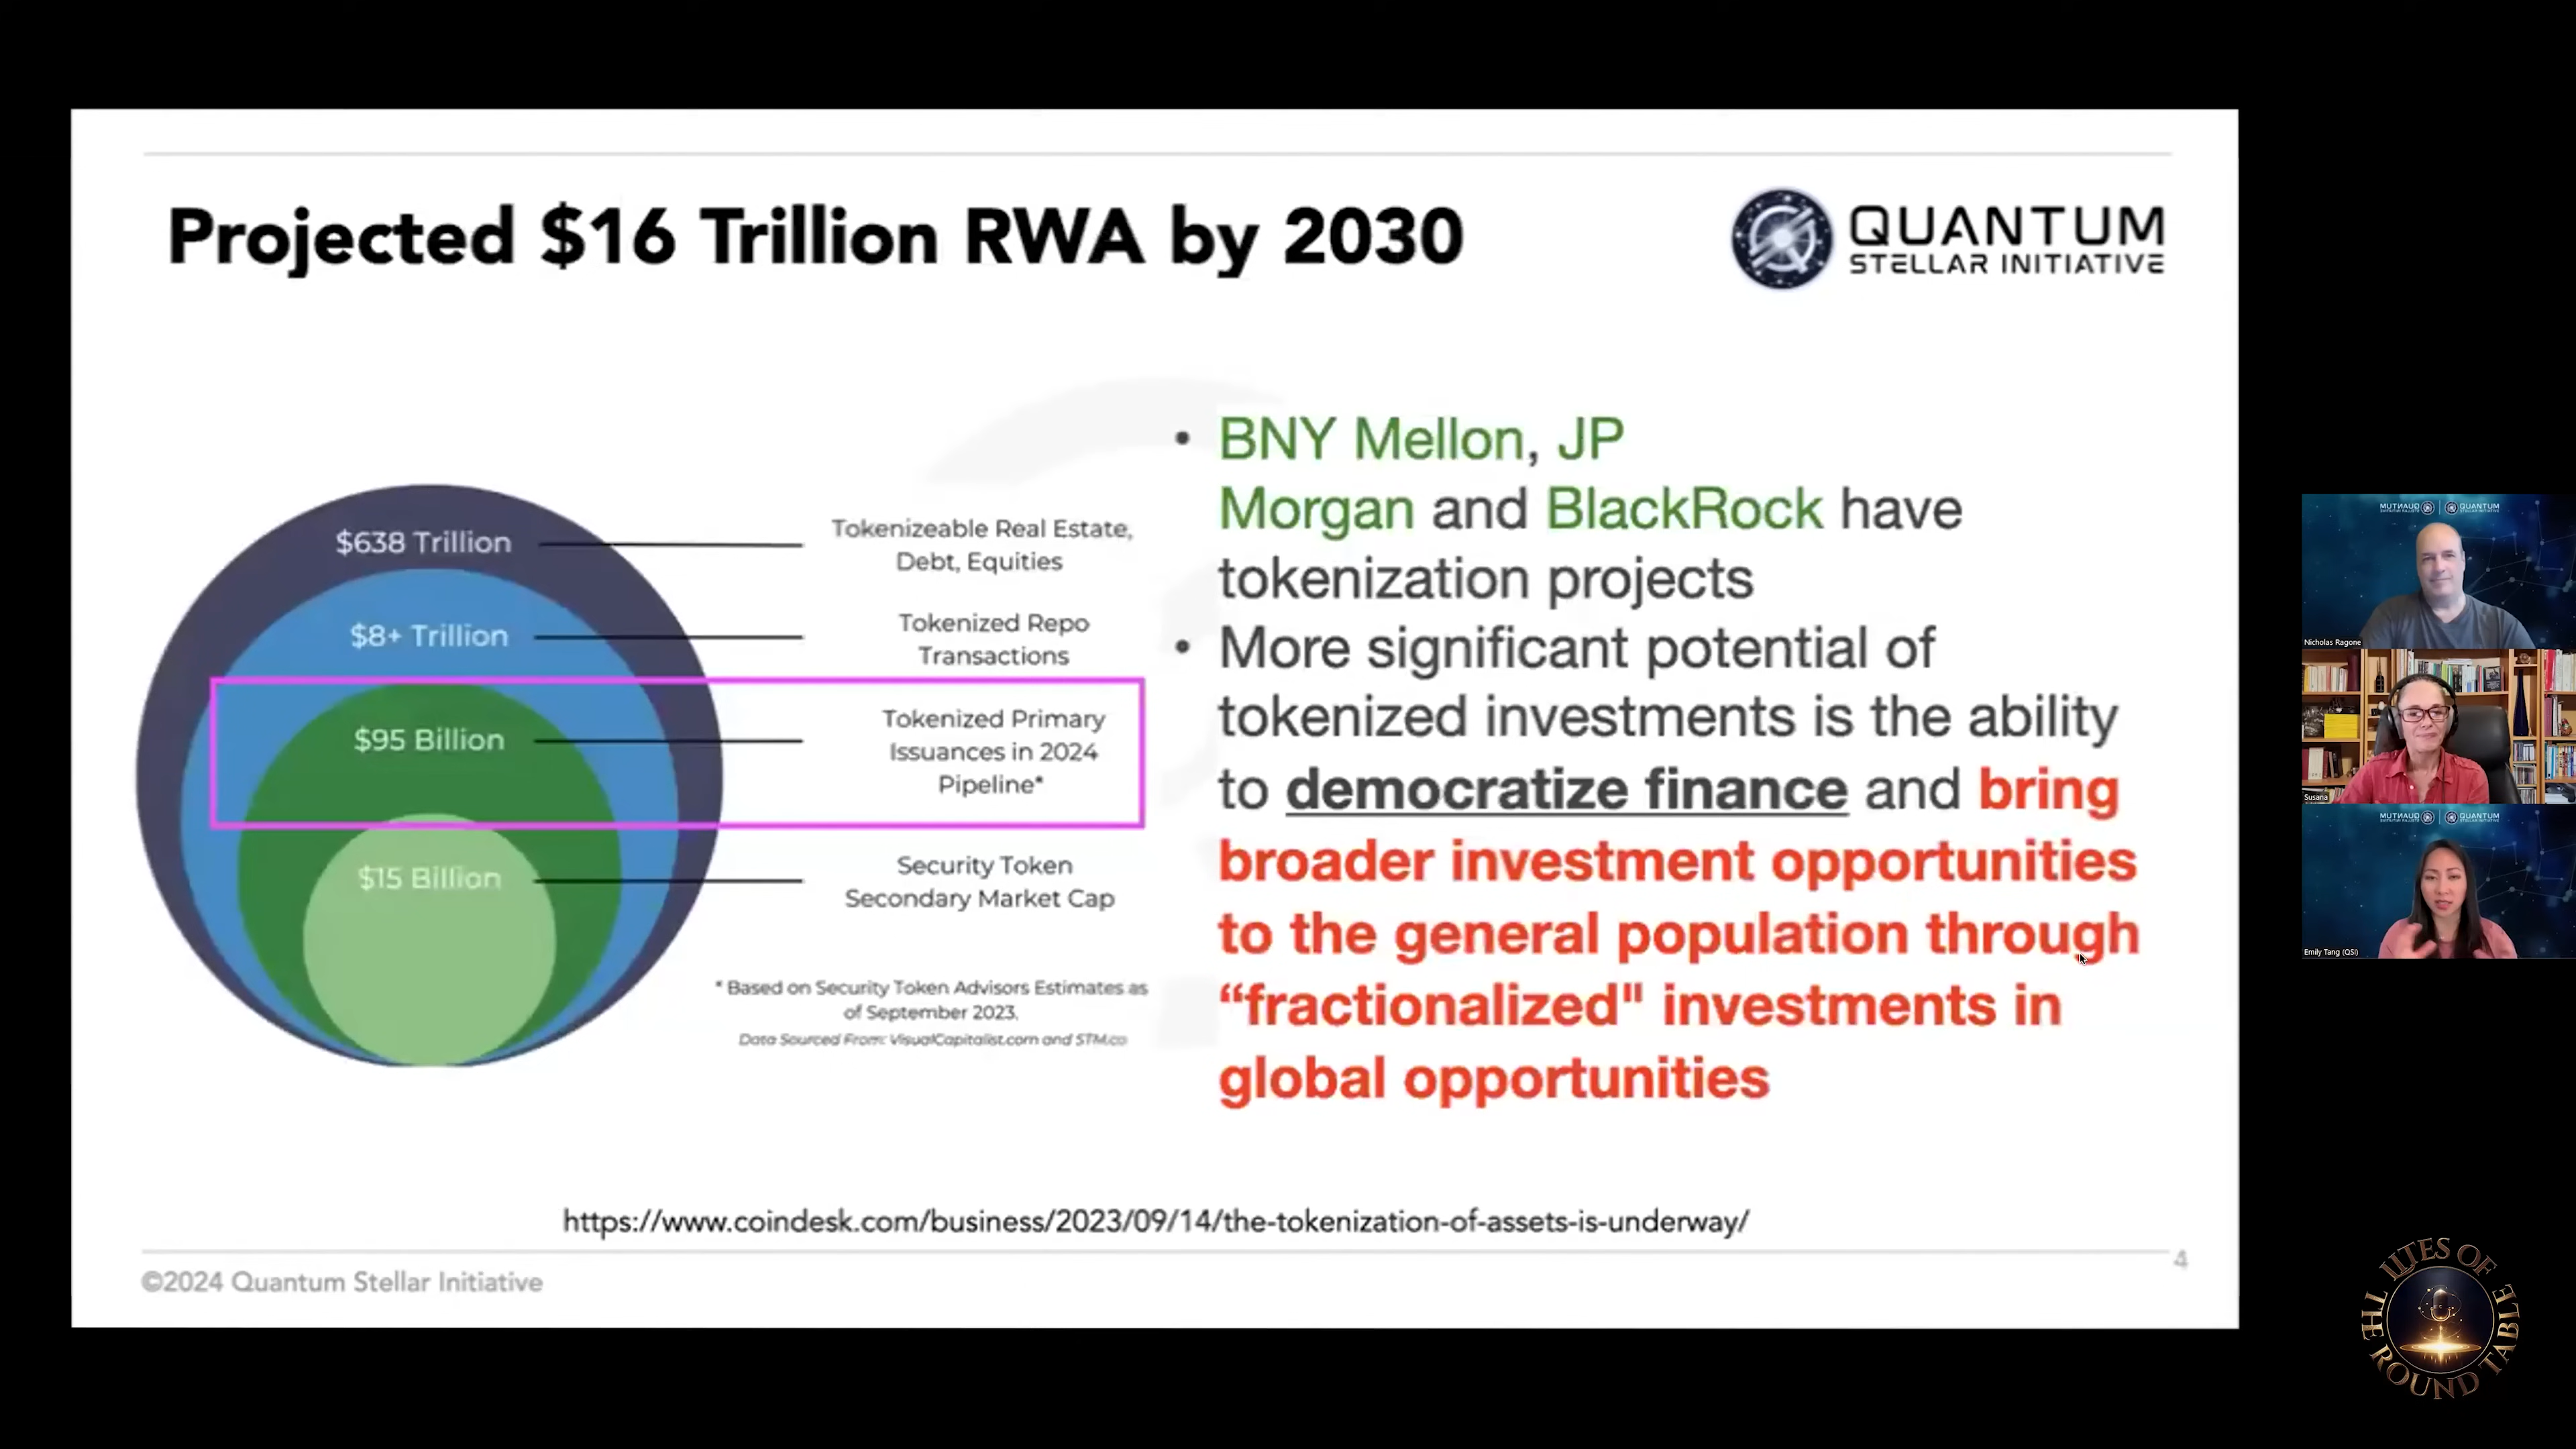 Projected $16 Trillion RWA by 2030
QUANTUM
STELLAR INITIATIVE
$638 Trillion
Tokenizeable Real Estate,
Debt, Equities
$8+ Trillion
Tokenized Repo
Transactions
$95 Billion
Tokenized Primary
Issuances in 2024
Pipeline*
$15 Billion
Security Token
Secondary Market Cap
* Based on Security Token Advisors Estimates as
of September 2023.
Data Sourced From: VisualCapitalist.com and STM.co
• BNY Mellon, JP
Morgan and BlackRock have
tokenization projects
• More significant potential of
tokenized investments is the ability
to democratize finance and bring
broader investment opportunities
to the general population through
“fractionalized" investments in
global opportunities
https://www.coindesk.com/business/2023/09/14/the-tokenization-of-assets-is-underway/
©2024 Quantum Stellar Initiative
4
QUANTUM
Nicholas Ragone
Susana
QUANTUM
Emily Tang (QSI)
THE LITES OF
ROUND TABLE